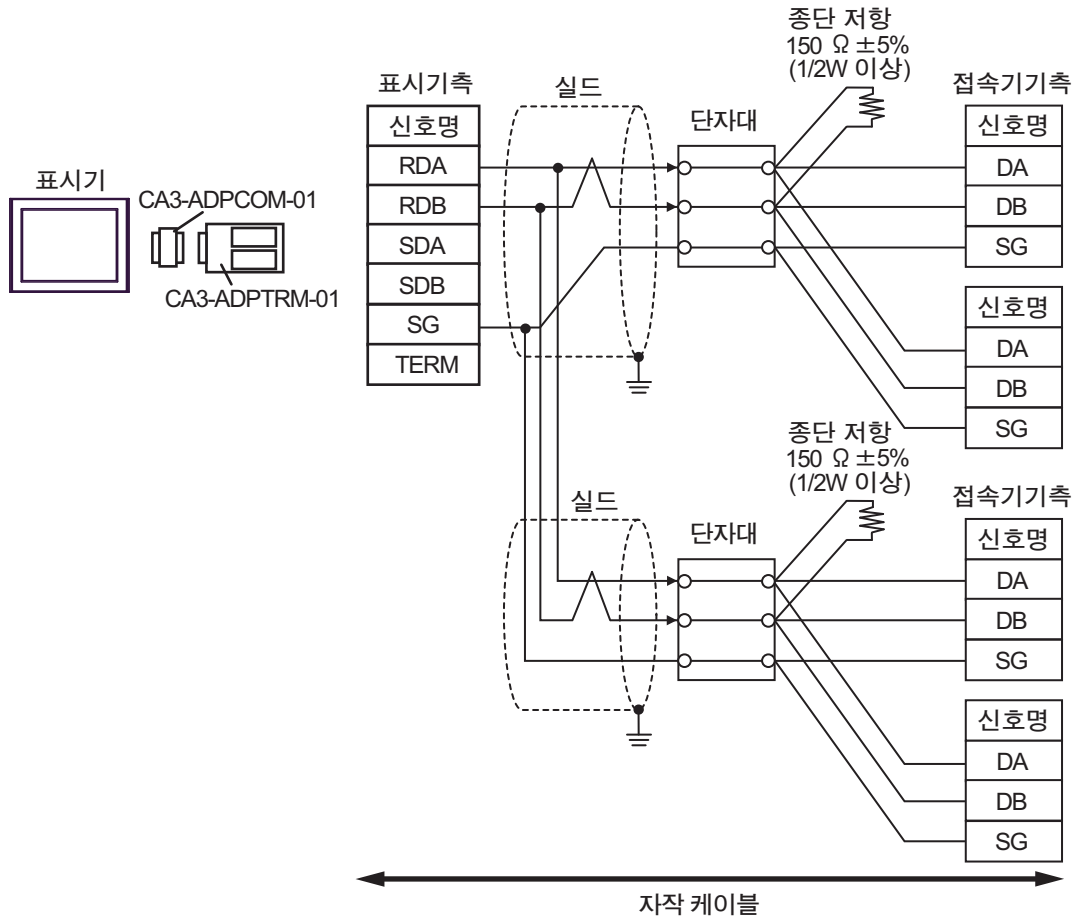 표시기
CA3-ADPCOM-01
CA3-ADPTRM-01
표시기측
신호명
RDA
RDB
SDA
SDB
SG
TERM
실드
단자대
종단 저항
150 Ω ±5%
(1/2W 이상)
접속기기측
신호명
DA
DB
SG
신호명
DA
DB
SG
실드
단자대
종단 저항
150 Ω ±5%
(1/2W 이상)
접속기기측
신호명
DA
DB
SG
신호명
DA
DB
SG
자작 케이블